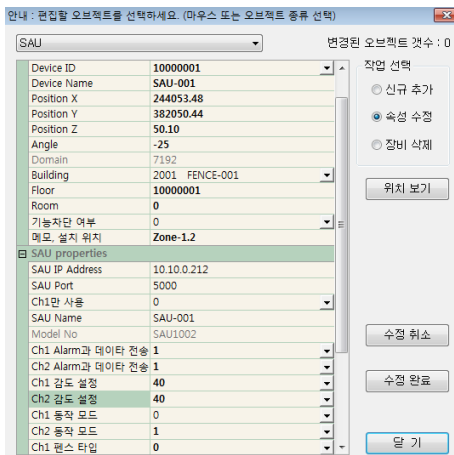 안내 : 편집할 오브젝트를 선택하세요. (마우스 또는 오브젝트 종류 선택)
SAU
변경된 오브젝트 갯수 : 0
Device ID 10000001
Device Name SAU-001
Position X 244053.48
Position Y 382050.44
Position Z 50.10
Angle -25
Domain 7192
Building 2001 FENCE-001
Floor 10000001
Room 0
기능차단 여부 0
메모, 설치 위치 Zone-1.2
SAU properties
SAU IP Address 10.10.0.212
SAU Port 5000
Ch1만 사용 0
SAU Name SAU-001
Model No SAU1002
Ch1 Alarm과 데이타 전송 1
Ch2 Alarm과 데이타 전송 1
Ch1 감도 설정 40
Ch2 감도 설정 40
Ch1 동작 모드 0
Ch2 동작 모드 1
Ch1 펜스 타입 0
작업 선택
신규 추가
속성 수정
장비 삭제
위치 보기
수정 취소
수정 완료
닫 기